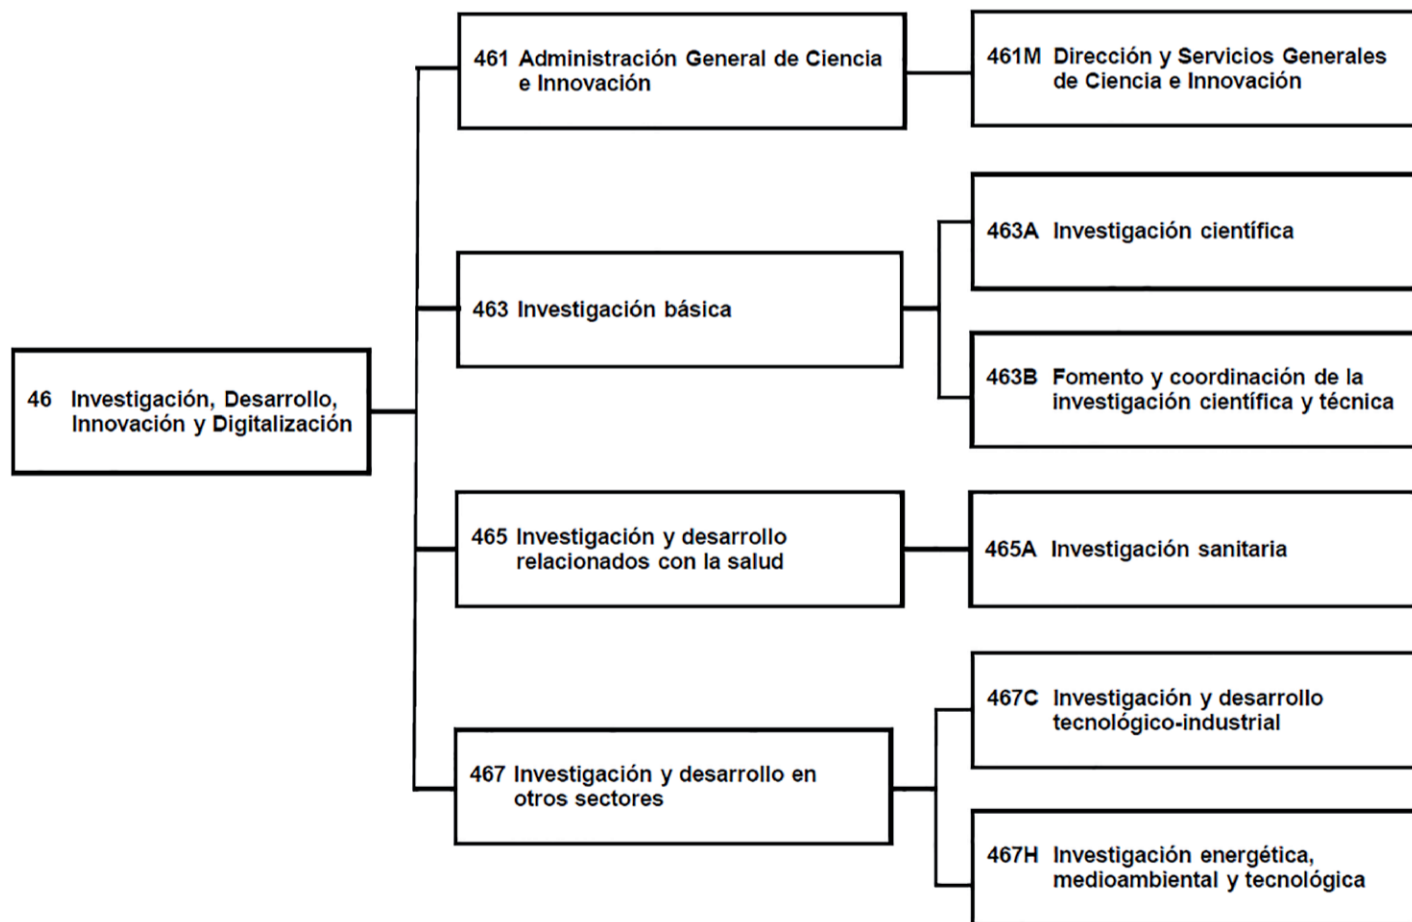 461 Administración General de Ciencia
e Innovación
461M Dirección y Servicios Generales
de Ciencia e Innovación
463A Investigación científica
463 Investigación básica
463B Fomento y coordinación de la
investigación científica y técnica
46 Investigación, Desarrollo,
Innovación y Digitalización
465 Investigación y desarrollo
relacionados con la salud
465A Investigación sanitaria
467C Investigación y desarrollo
tecnológico-industrial
467 Investigación y desarrollo en
otros sectores
467H Investigación energética,
medioambiental y tecnológica